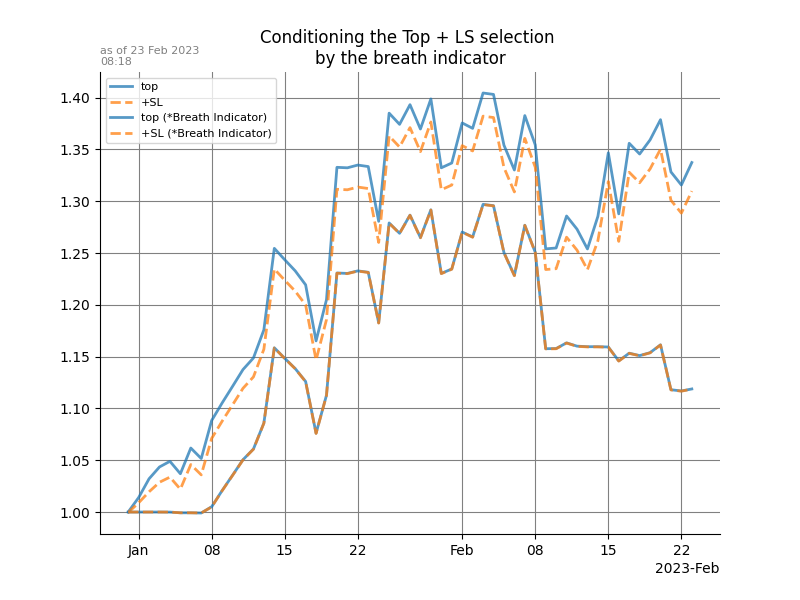 Conditioning the Top + LS selection
by the breath indicator
as of 23 Feb 2023
08:18
top
+SL
top (*Breath Indicator)
+SL (*Breath Indicator)
1.40
1.35
1.30
1.25
1.20
1.15
1.10
1.05
1.00
Jan 08 15 22 Feb 08 15 22
2023-Feb